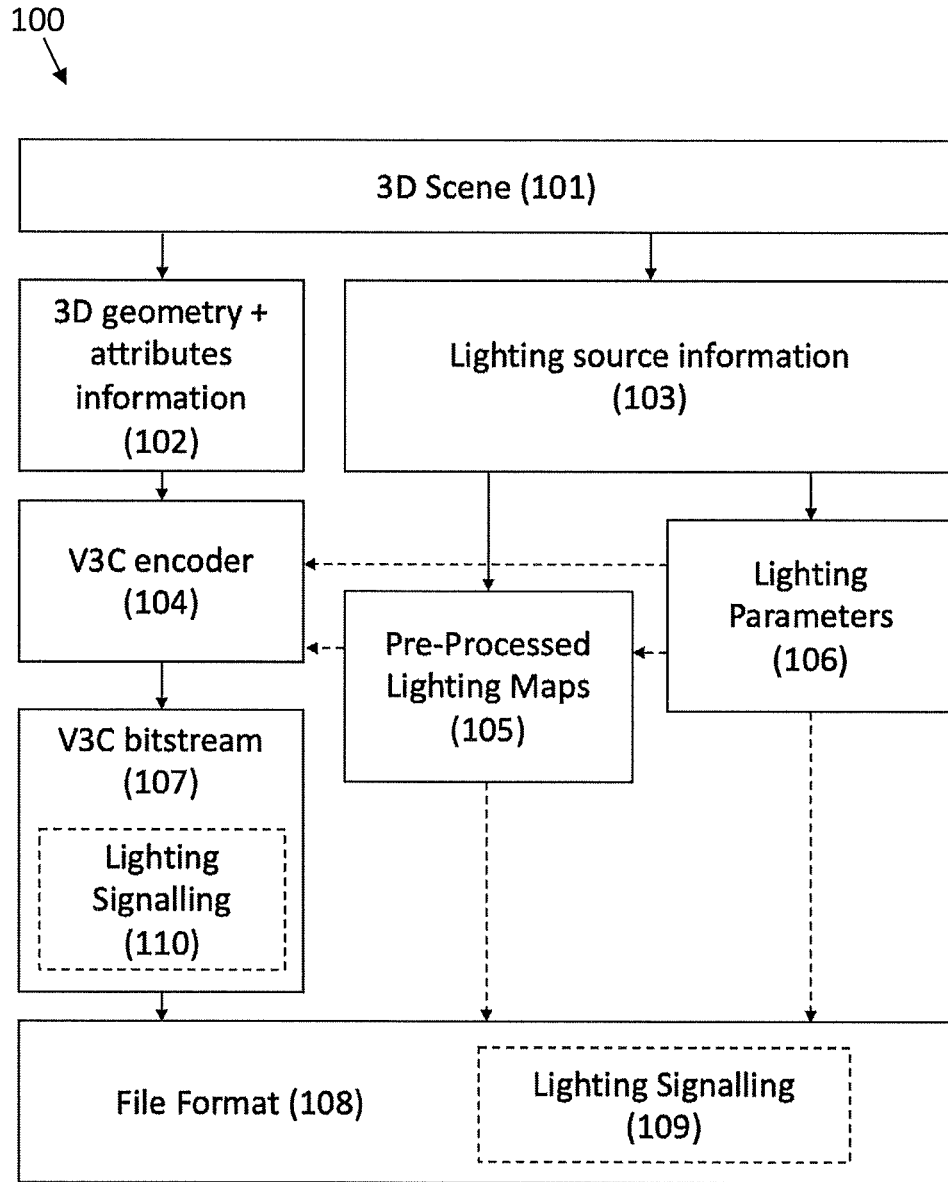 100
3D Scene (101)
3D geometry +
attributes
information
(102)
Lighting source information
(103)
V3C encoder
(104)
Pre-Processed
Lighting Maps
(105)
Lighting
Parameters
(106)
V3C bitstream
(107)
Lighting
Signalling
(110)
File Format (108)
Lighting Signalling
(109)